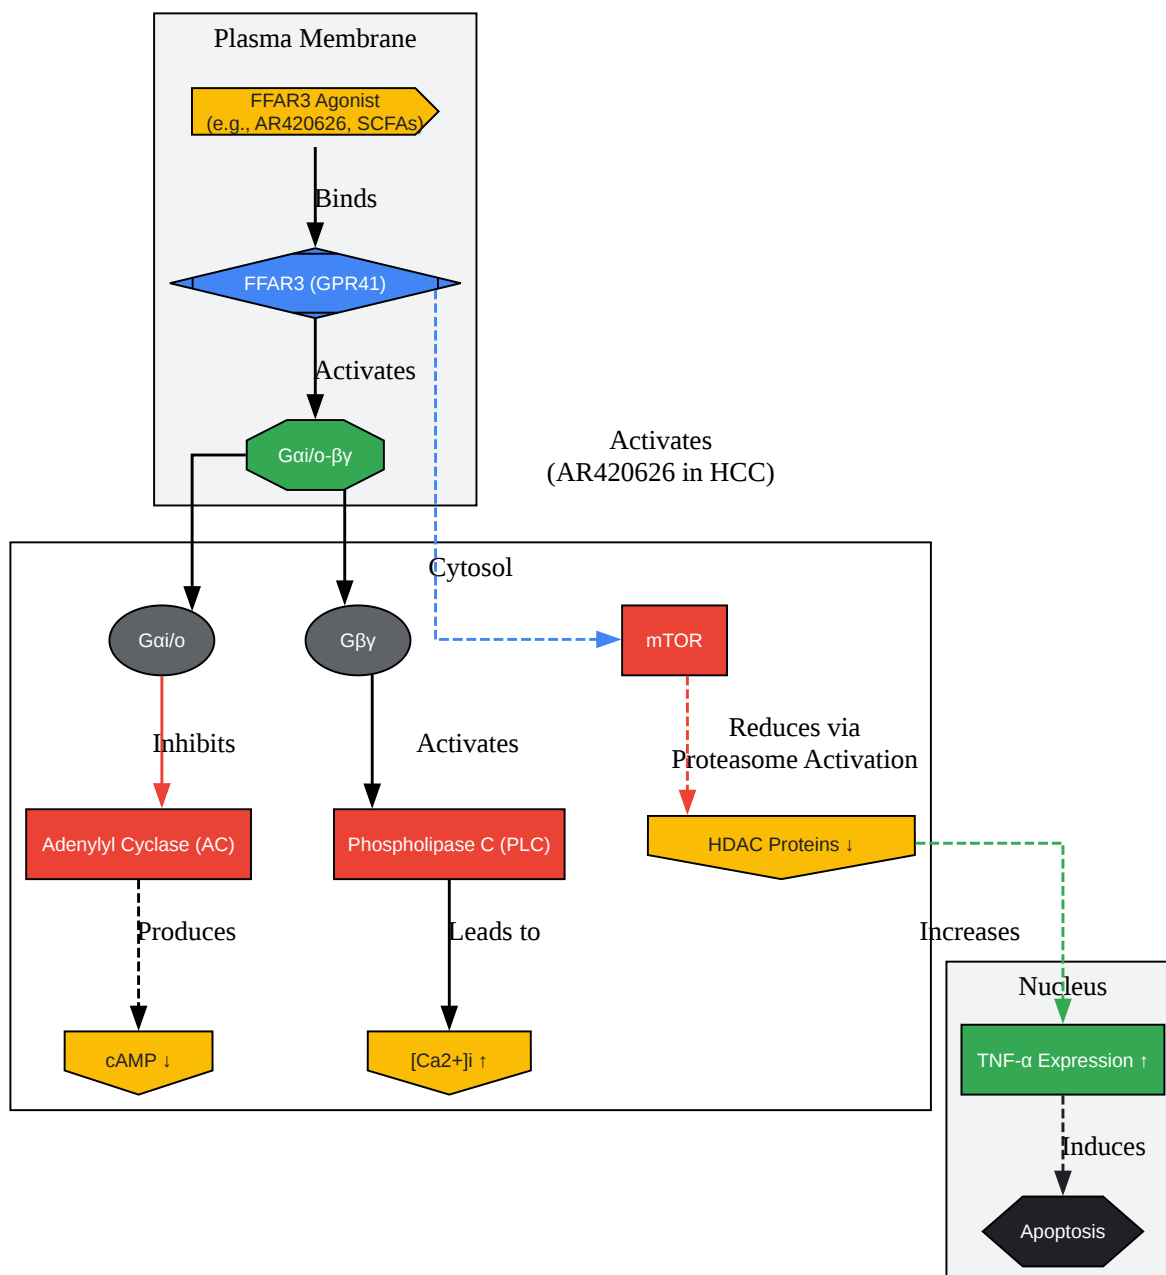 Plasma Membrane
FFAR3 Agonist
(e.g., AR420626, SCFAs)
Binds
FFAR3 (GPR41)
Activates
Gαi/o-βγ
Activates
(AR420626 in HCC)
Cytosol
Gαi/o
Gβγ
mTOR
Inhibits
Activates
Reduces via
Proteasome Activation
Adenylyl Cyclase (AC)
Phospholipase C (PLC)
HDAC Proteins ↓
Produces
Leads to
Increases
Nucleus
cAMP ↓
[Ca2+]i ↑
TNF-α Expression ↑
Induces
Apoptosis